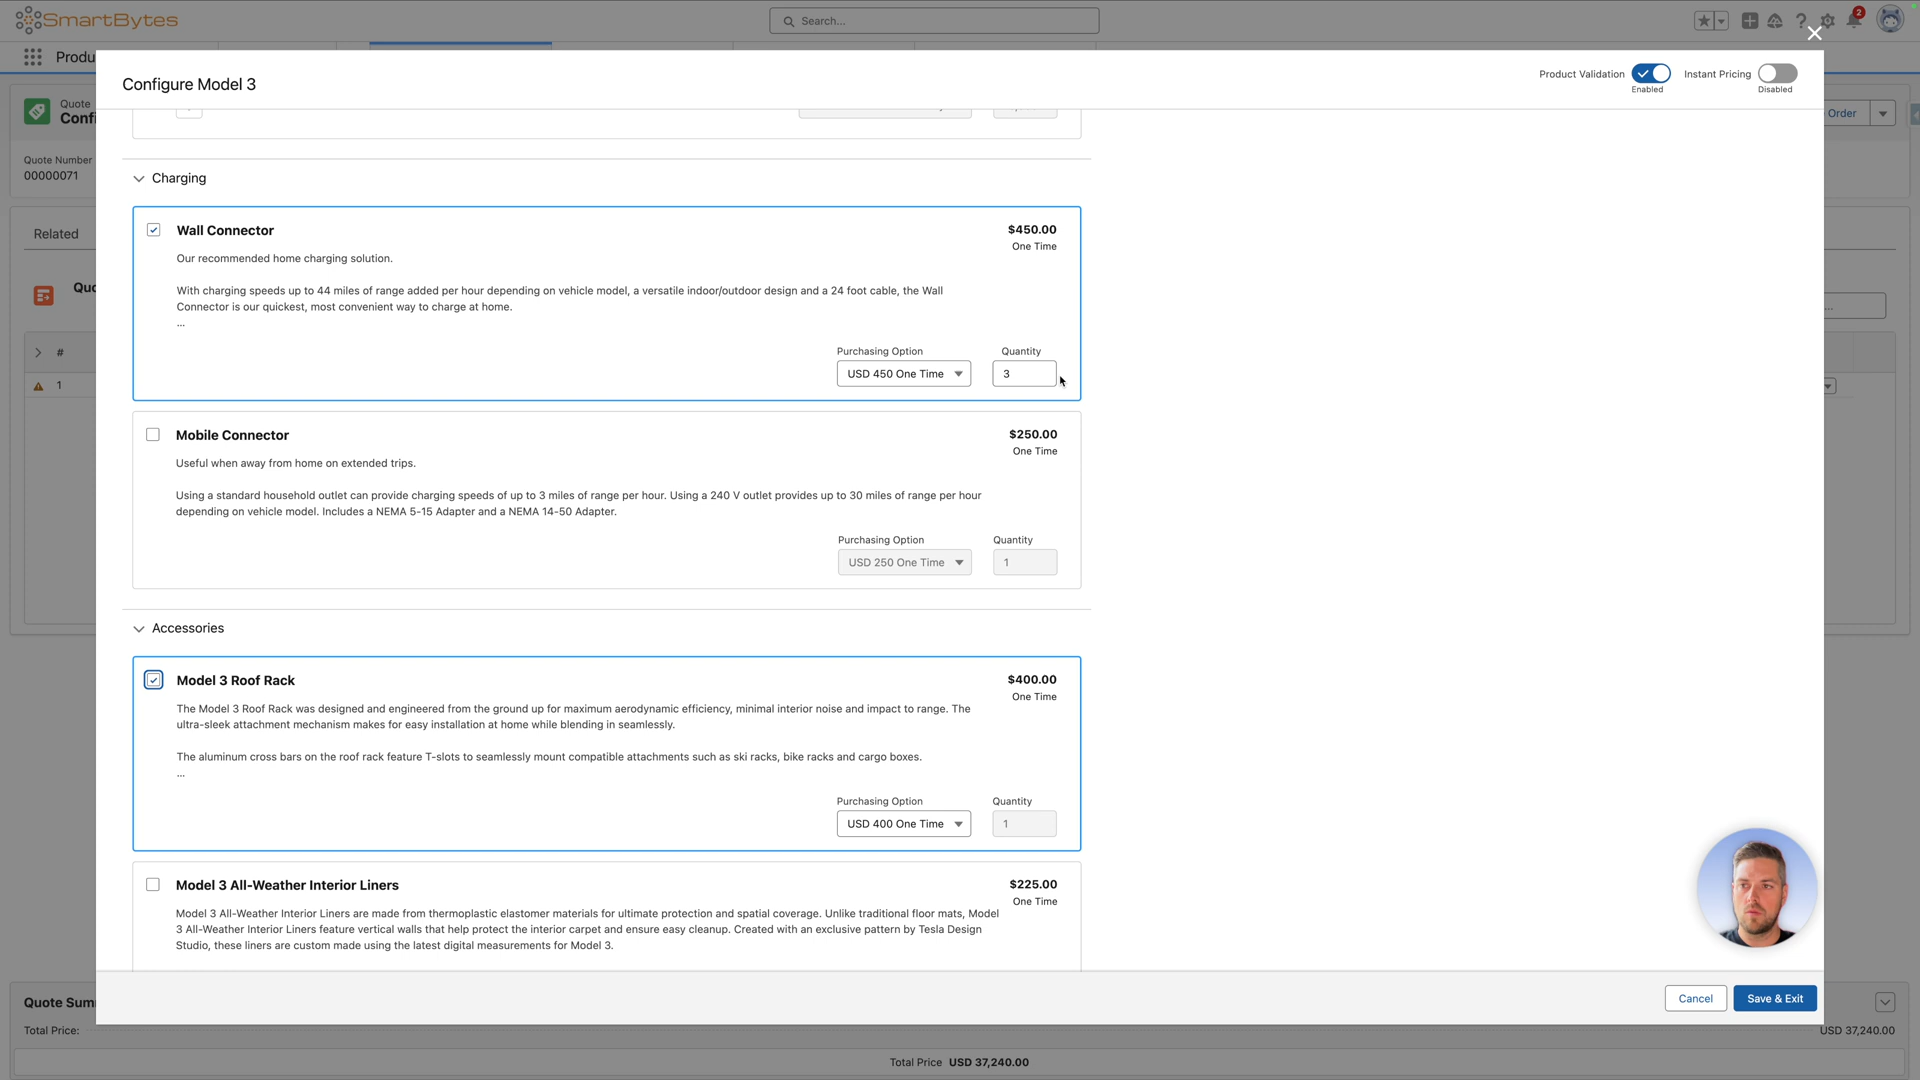 SmartBytes
Search...
2
Produ
Configure Model 3
Product Validation
Enabled
Instant Pricing
Disabled
Quote
Confi
Order
Quote Number
00000071
Related
Quo
#
1
...
Charging
Wall Connector
$450.00
One Time
Our recommended home charging solution.
With charging speeds up to 44 miles of range added per hour depending on vehicle model, a versatile indoor/outdoor design and a 24 foot cable, the Wall
Connector is our quickest, most convenient way to charge at home.
...
Purchasing Option
Quantity
USD 450 One Time
3
Mobile Connector
$250.00
One Time
Useful when away from home on extended trips.
Using a standard household outlet can provide charging speeds of up to 3 miles of range per hour. Using a 240 V outlet provides up to 30 miles of range per hour
depending on vehicle model. Includes a NEMA 5-15 Adapter and a NEMA 14-50 Adapter.
Purchasing Option
Quantity
USD 250 One Time
1
Accessories
Model 3 Roof Rack
$400.00
One Time
The Model 3 Roof Rack was designed and engineered from the ground up for maximum aerodynamic efficiency, minimal interior noise and impact to range. The
ultra-sleek attachment mechanism makes for easy installation at home while blending in seamlessly.
The aluminum cross bars on the roof rack feature T-slots to seamlessly mount compatible attachments such as ski racks, bike racks and cargo boxes.
...
Purchasing Option
Quantity
USD 400 One Time
1
Model 3 All-Weather Interior Liners
$225.00
One Time
Model 3 All-Weather Interior Liners are made from thermoplastic elastomer materials for ultimate protection and spatial coverage. Unlike traditional floor mats, Model
3 All-Weather Interior Liners feature vertical walls that help protect the interior carpet and ensure easy cleanup. Created with an exclusive pattern by Tesla Design
Studio, these liners are custom made using the latest digital measurements for Model 3.
Cancel
Save & Exit
Quote Sum
Total Price:
USD 37,240.00
Total Price USD 37,240.00